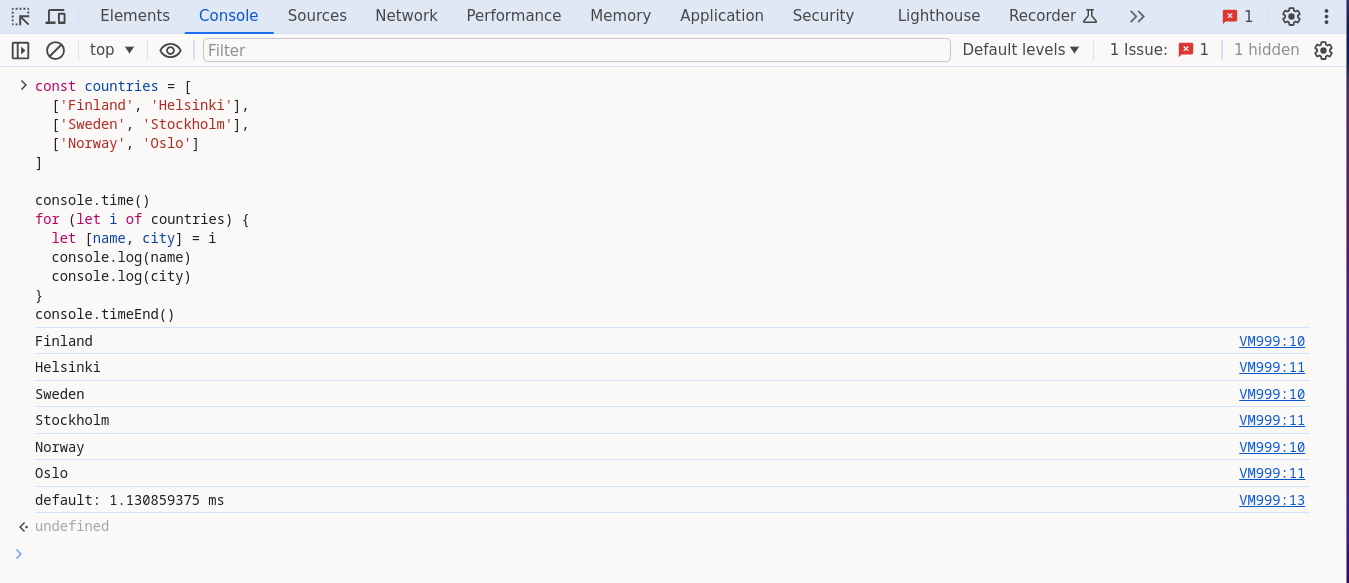 Elements Console Sources Network Performance Memory Application Security Lighthouse Recorder 1
top Filter Default levels 1 Issue: 1 1 hidden
const countries = [
  ['Finland', 'Helsinki'],
  ['Sweden', 'Stockholm'],
  ['Norway', 'Oslo']
]

console.time()
for (let i of countries) {
  let [name, city] = i
  console.log(name)
  console.log(city)
}
console.timeEnd()
Finland VM999:10
Helsinki VM999:11
Sweden VM999:10
Stockholm VM999:11
Norway VM999:10
Oslo VM999:11
default: 1.130859375 ms VM999:13
undefined